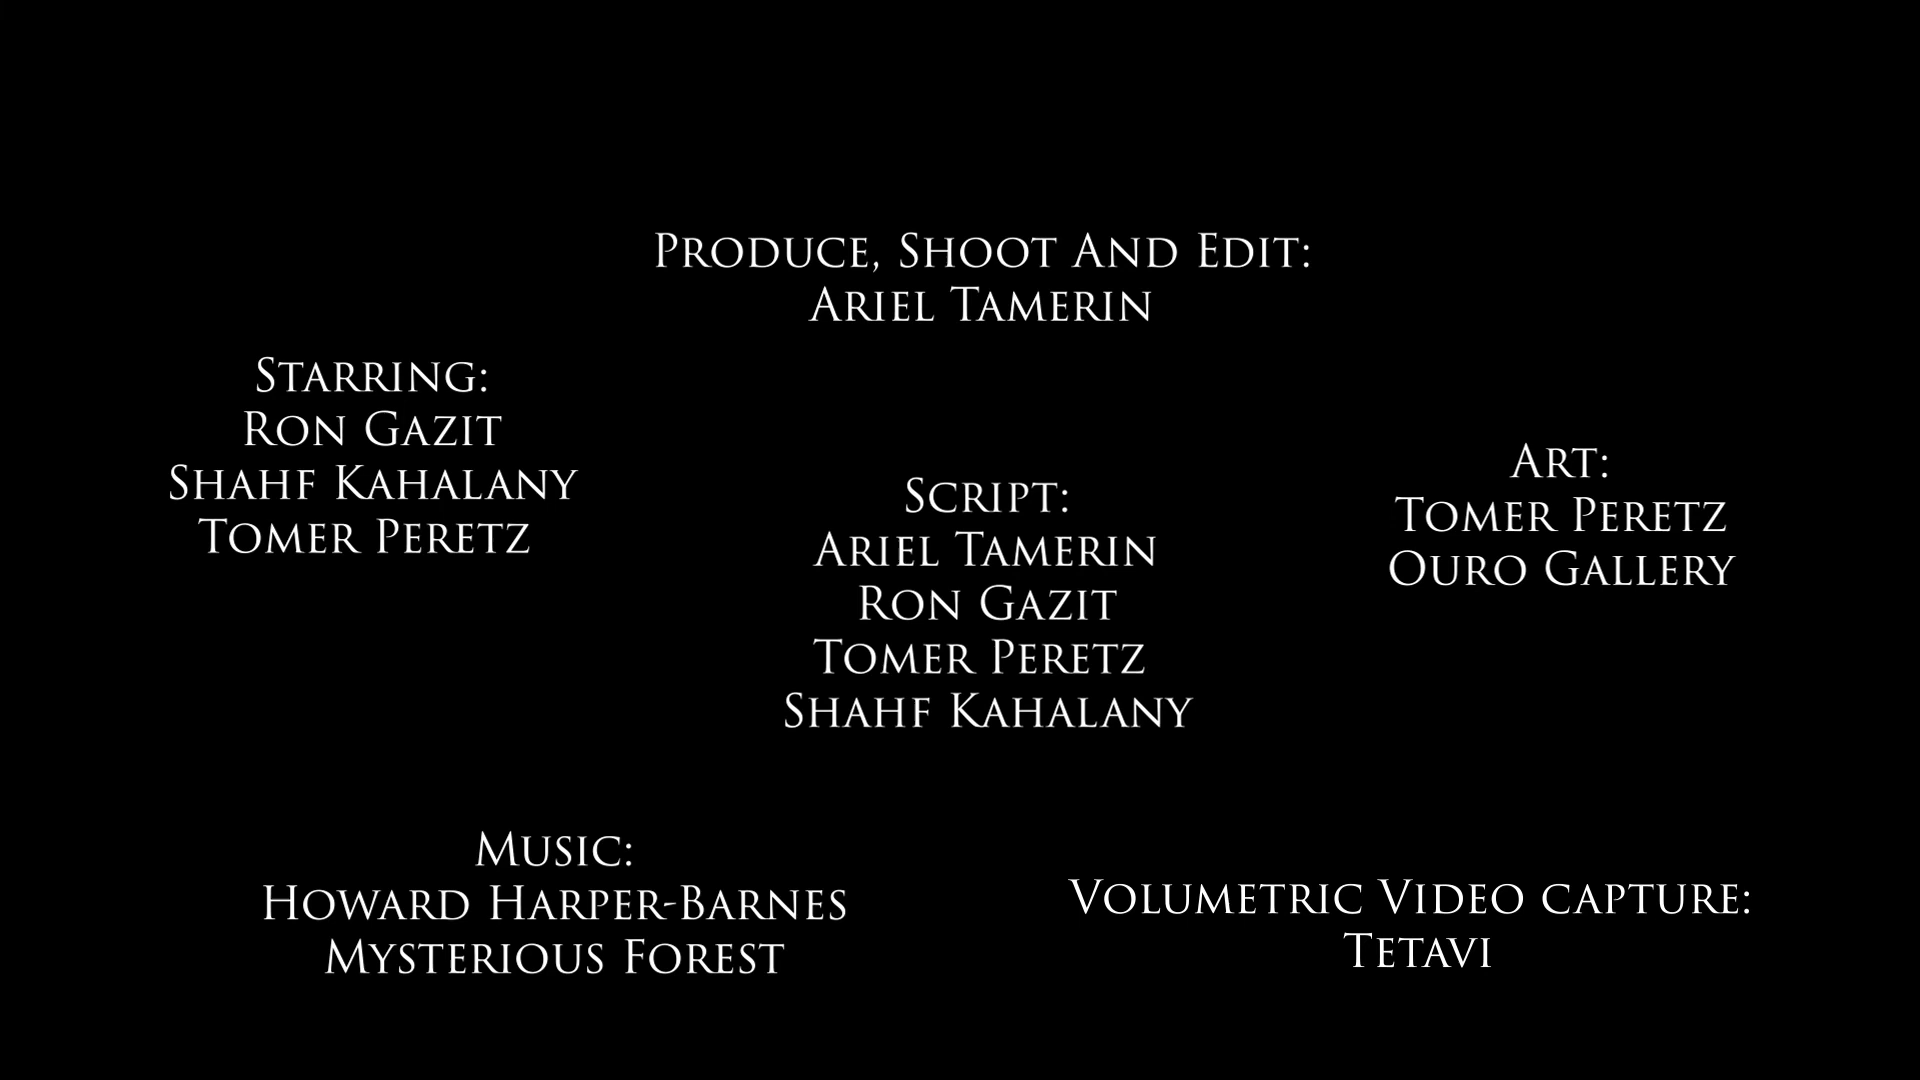 Produce, Shoot And Edit:
Ariel Tamerin
Starring:
Ron Gazit
Shahf Kahalany
Tomer Peretz
Script:
Ariel Tamerin
Ron Gazit
Tomer Peretz
Shahf Kahalany
Art:
Tomer Peretz
Ouro Gallery
Music:
Howard Harper-Barnes
Mysterious Forest
Volumetric Video capture:
Tetavi